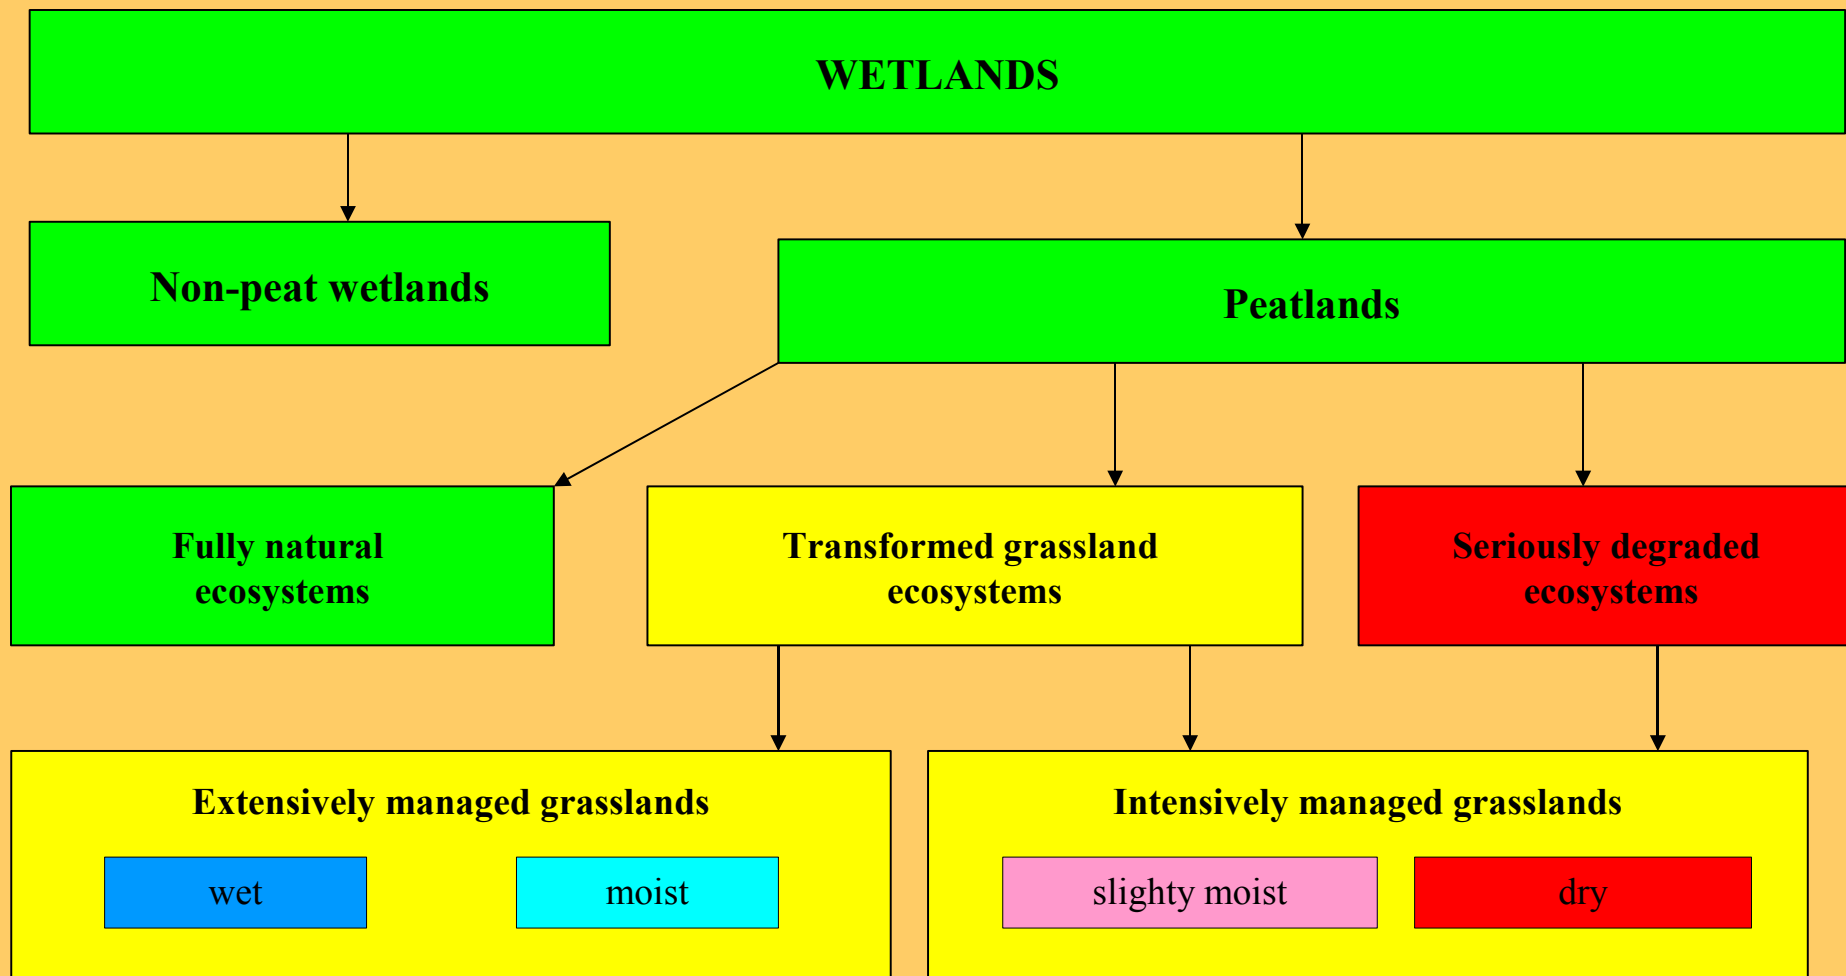 WETLANDS
Non-peat wetlands
Peatlands
Fully natural
ecosystems
Transformed grassland
ecosystems
Seriously degraded
ecosystems
Extensively managed grasslands
wet
moist
Intensively managed grasslands
slighty moist
dry